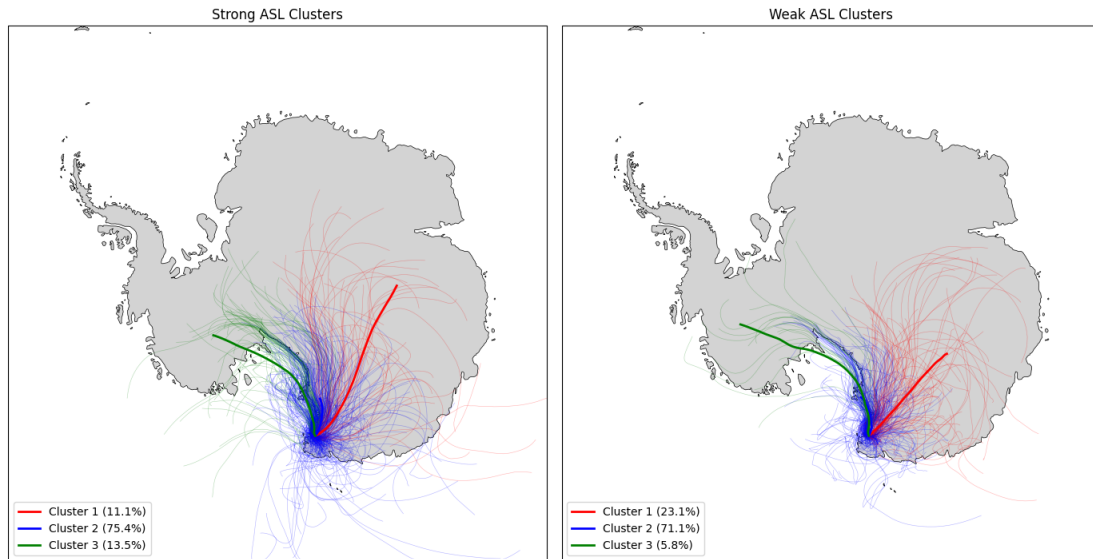 Strong ASL Clusters
Cluster 1 (11.1%)
Cluster 2 (75.4%)
Cluster 3 (13.5%)
Weak ASL Clusters
Cluster 1 (23.1%)
Cluster 2 (71.1%)
Cluster 3 (5.8%)